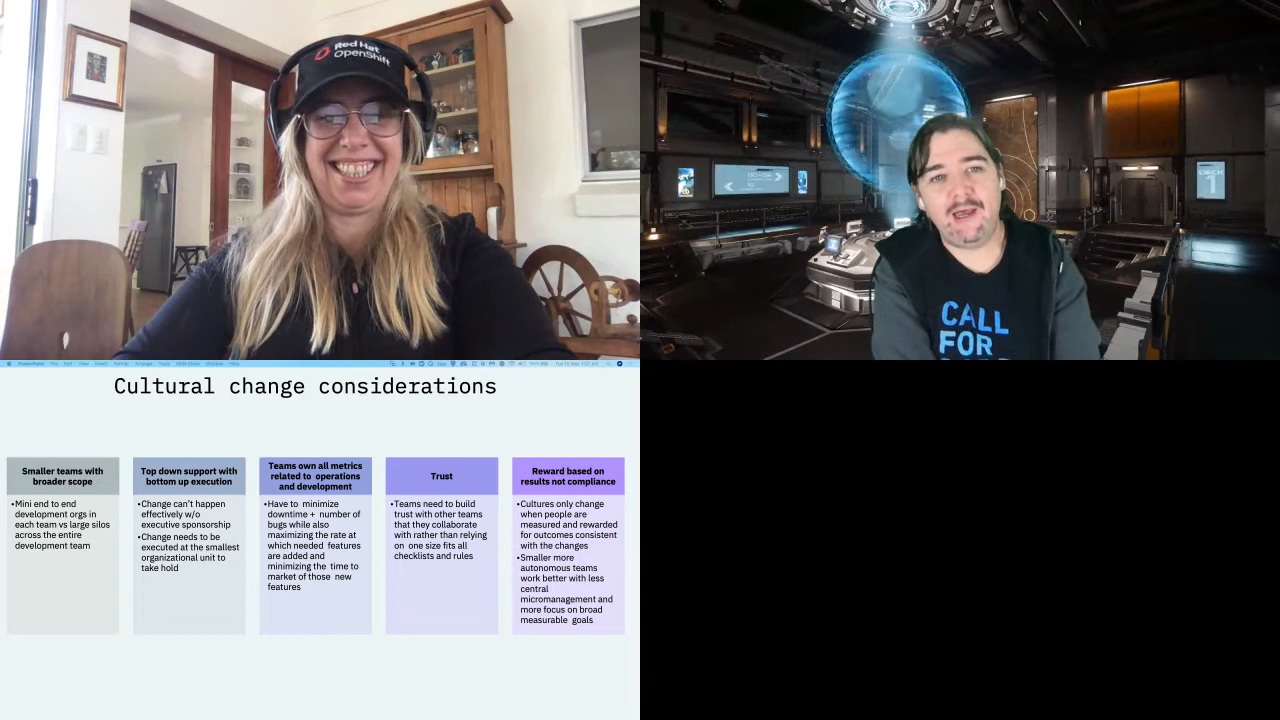 Red Hat
OpenShift
DECK
1
CALL
FOR
Cultural change considerations
Smaller teams with
broader scope
•Mini end to end
development orgs in
each team vs large silos
across the entire
development team
Top down support with
bottom up execution
•Change can't happen
effectively w/o
executive sponsorship
•Change needs to be
executed at the smallest
organizational unit to
take hold
Teams own all metrics
related to operations
and development
•Have to minimize
downtime + number of
bugs while also
maximizing the rate at
which needed features
are added and
minimizing the time to
market of those new
features
Trust
•Teams need to build
trust with other teams
that they collaborate
with rather than relying
on one size fits all
checklists and rules
Reward based on
results not compliance
•Cultures only change
when people are
measured and rewarded
for outcomes consistent
with the changes
•Smaller more
autonomous teams
work better with less
central
micromanagement and
more focus on broad
measurable goals